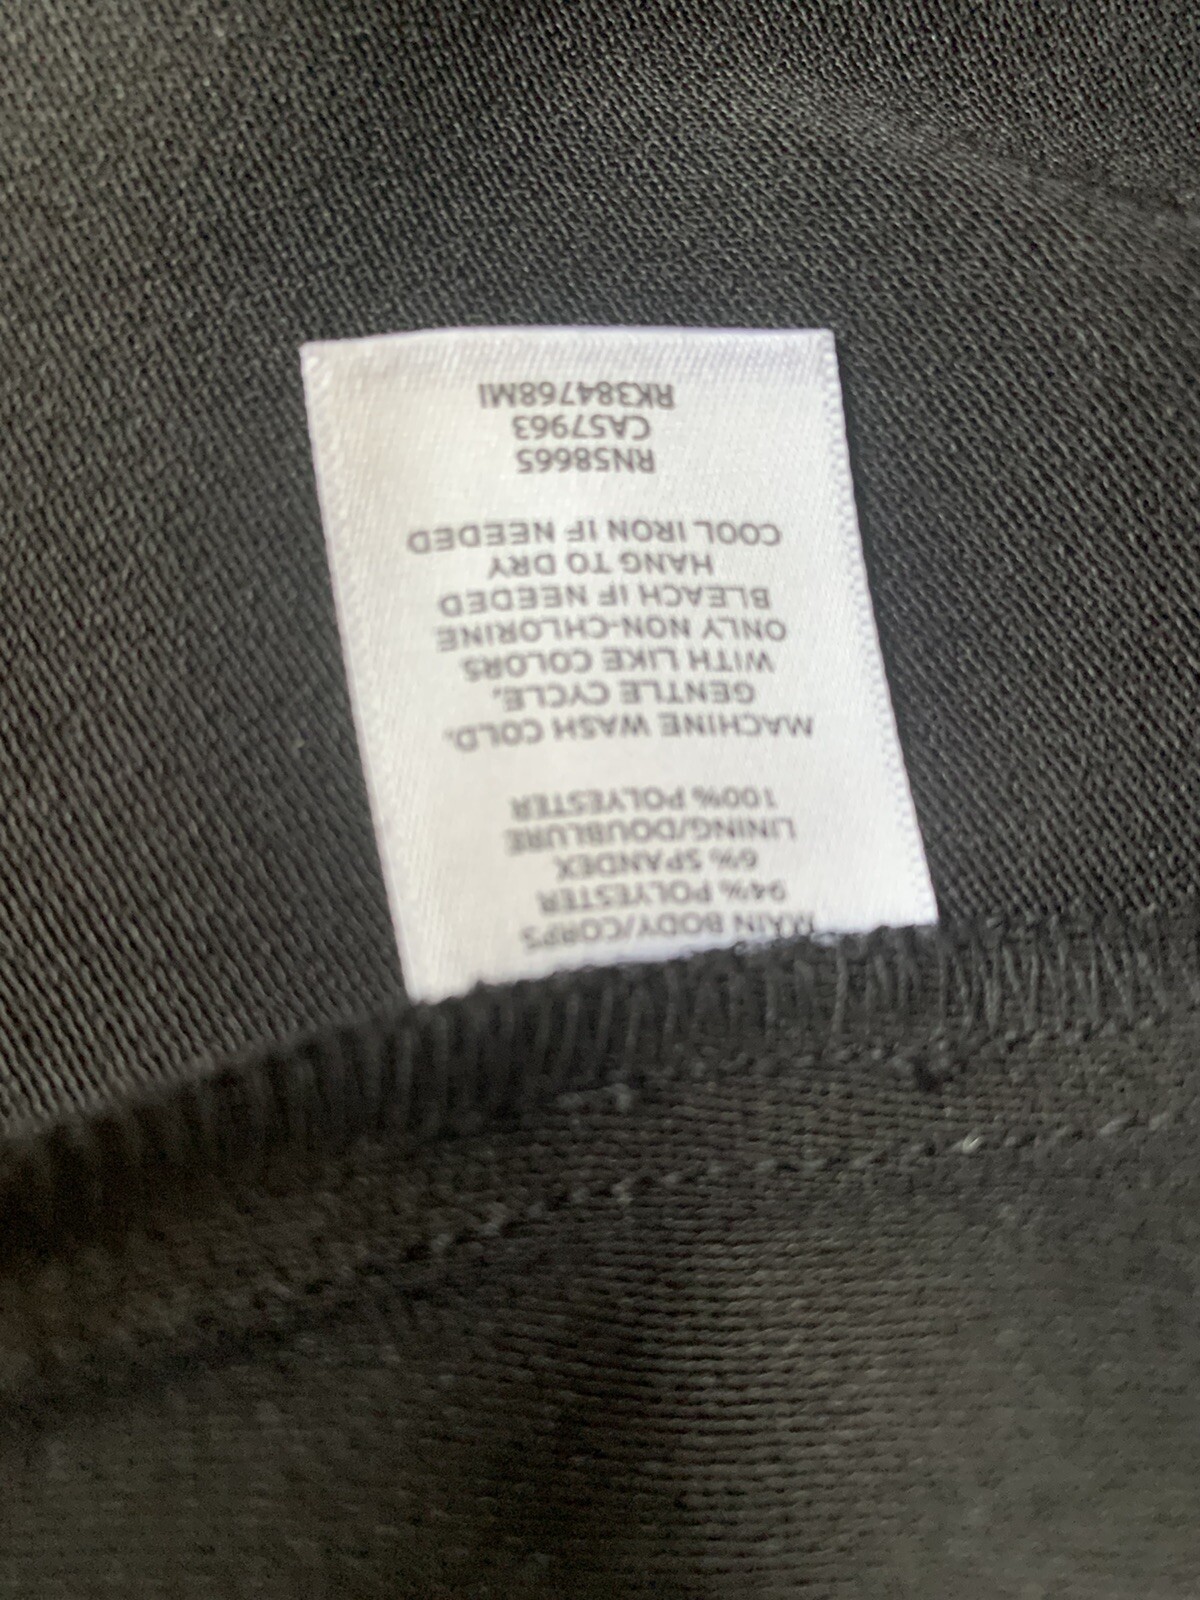 MAIN BODY/CORPS
94% POLYESTER
6% SPANDEX
LINING/DOUBLURE
100% POLYESTER
MACHINE WASH COLD.
GENTLE CYCLE.
WITH LIKE COLORS
ONLY NON-CHLORINE
BLEACH IF NEEDED
HANG TO DRY
COOL IRON IF NEEDED
RN58665
CA57963
RK384768MI